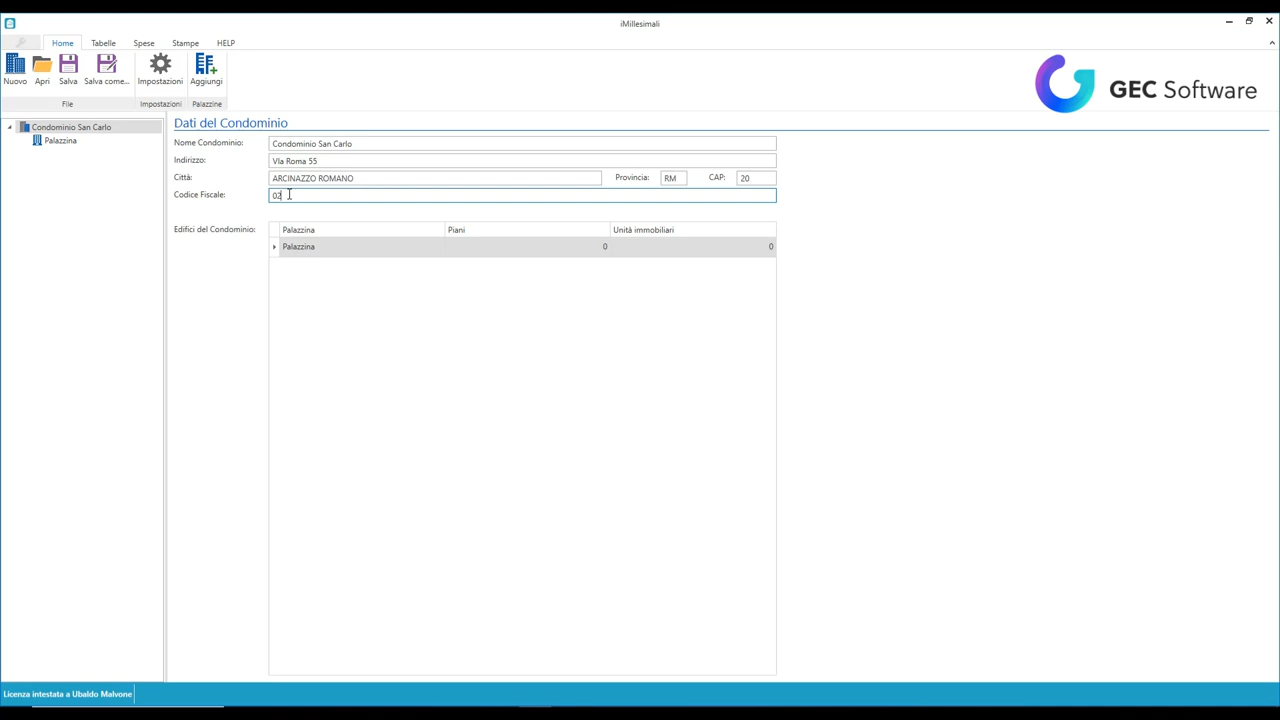 iMillesimali
Home Tabelle Spese Stampe HELP
Nuovo Apri Salva Salva come... Impostazioni Aggiungi
File Impostazioni Palazzine
GEC Software
Condominio San Carlo
Palazzina
Dati del Condominio
Nome Condominio: Condominio San Carlo
Indirizzo: VIa Roma 55
Città: ARCINAZZO ROMANO Provincia: RM CAP: 20
Codice Fiscale: 02
Edifici del Condominio: Palazzina Piani Unità immobiliari
Palazzina 0 0
Licenza intestata a Ubaldo Malvone